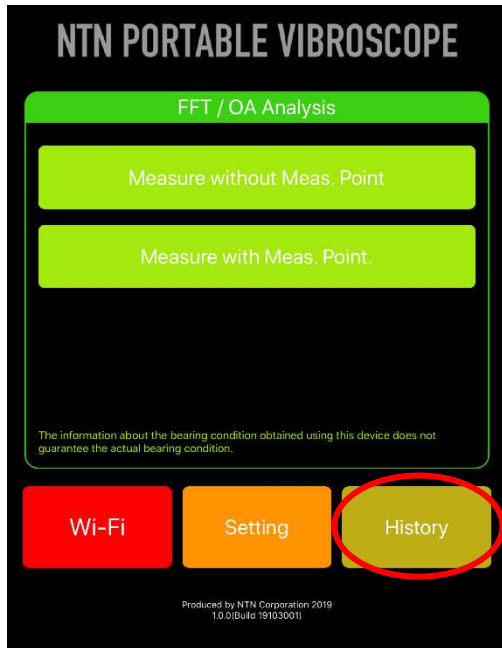 NTN PORTABLE VIBROSCOPE
FFT / OA Analysis
Measure without Meas. Point
Measure with Meas. Point.
The information about the bearing condition obtained using this device does not
guarantee the actual bearing condition.
Wi-Fi
Setting
History
Produced by NTN Corporation 2019
1.0.0(Build 19103001)